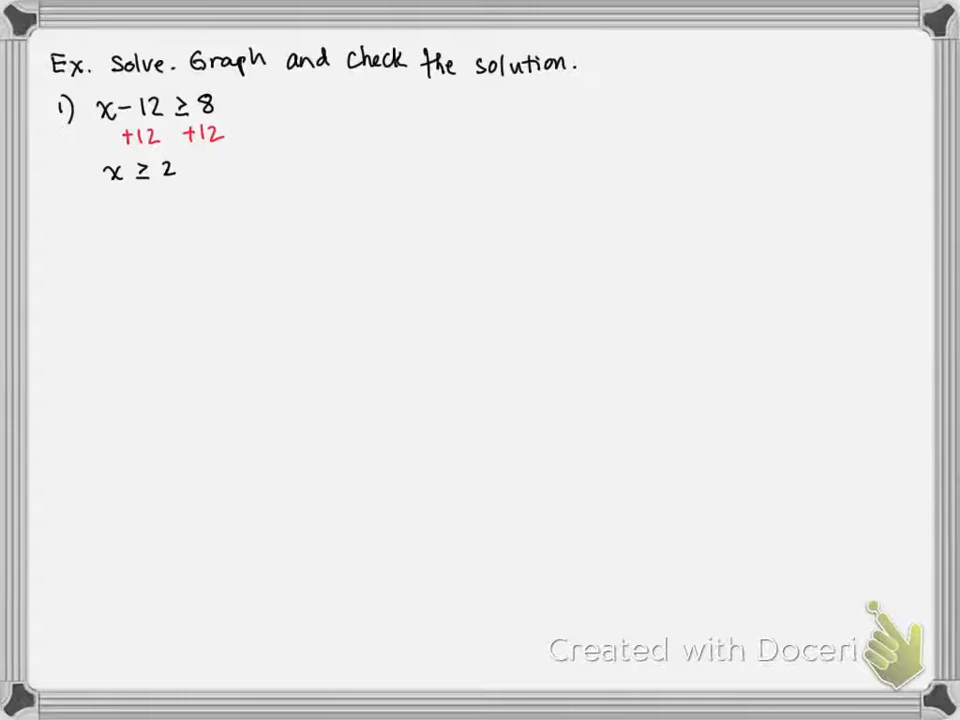 Ex. Solve. Graph and check the solution.
1) x - 12 ≥ 8
+12 +12
x ≥ 2
Created with Doceri